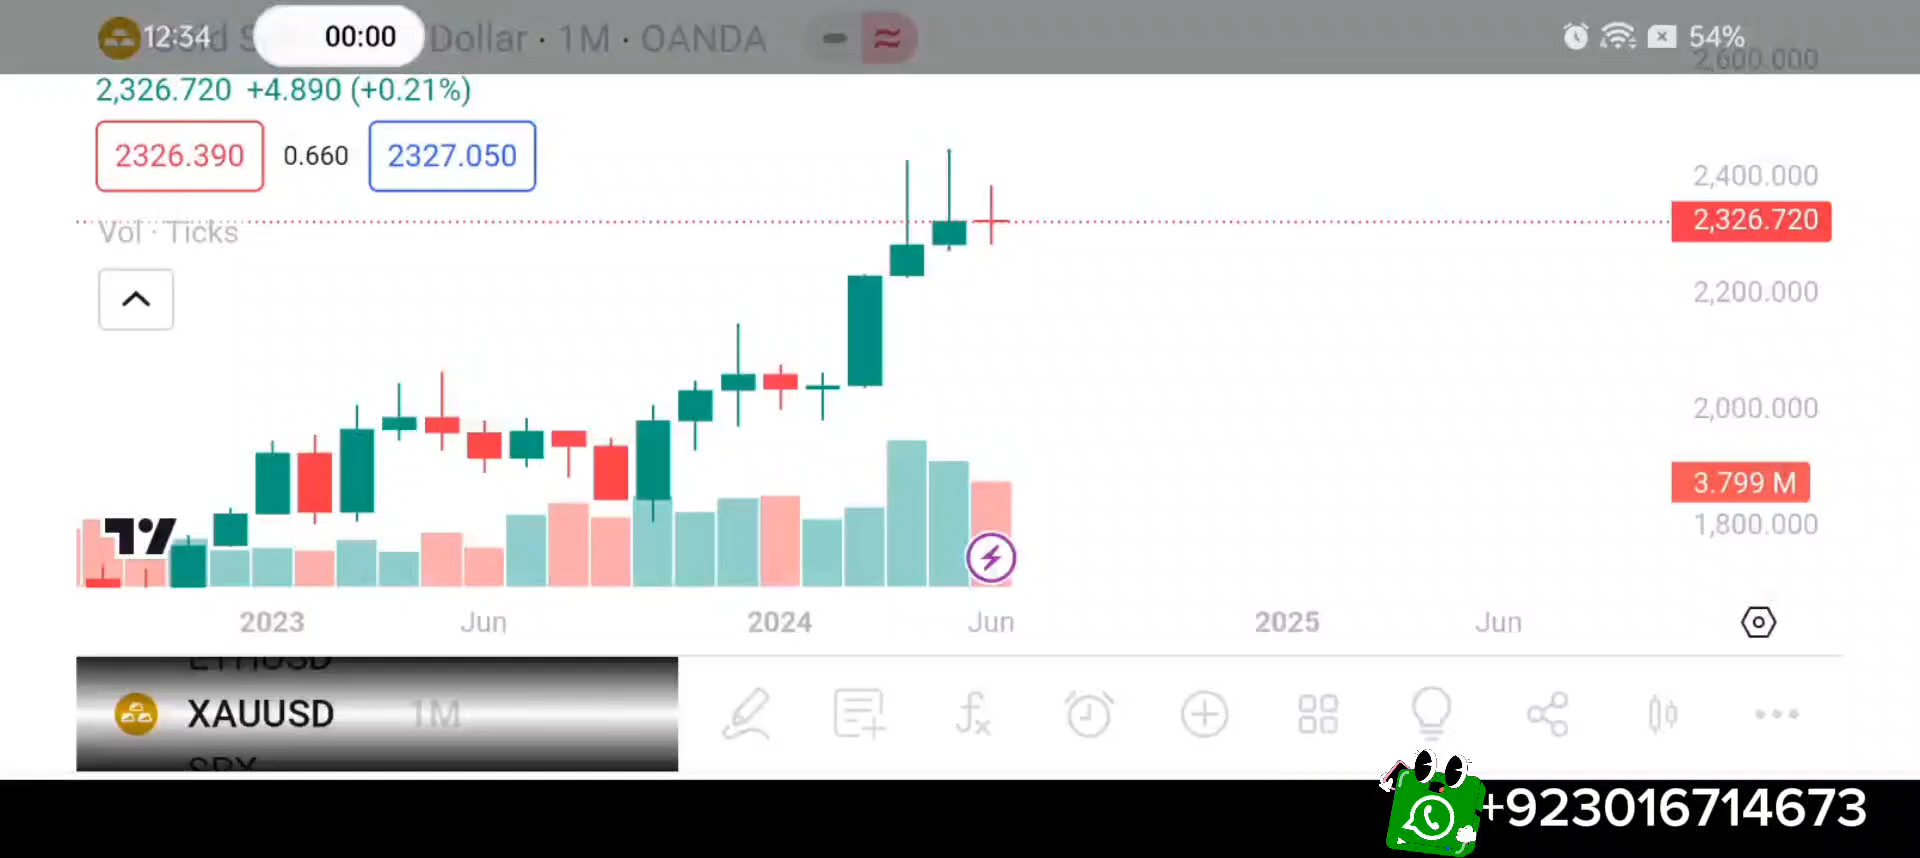 12:34
00:00
Dollar · 1M · OANDA
54%
2,600.000
2,326.720 +4.890 (+0.21%)
2326.390
0.660
2327.050
2,400.000
2,326.720
Vol · Ticks
2,200.000
2,000.000
3.799 M
1,800.000
2023
Jun
2024
Jun
2025
Jun
ETHUSD
XAUUSD 1M
SPX
+923016714673